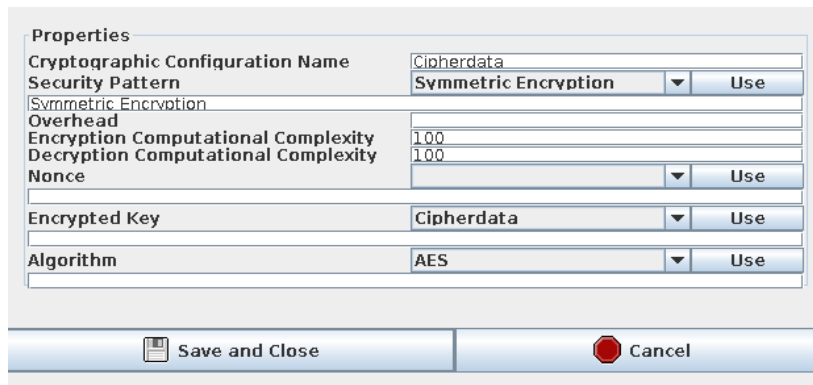 Properties
Cryptographic Configuration Name Cipherdata
Security Pattern Symmetric Encryption Use
Symmetric Encryption
Overhead
Encryption Computational Complexity 100
Decryption Computational Complexity 100
Nonce Use
Encrypted Key Cipherdata Use
Algorithm AES Use
Save and Close Cancel